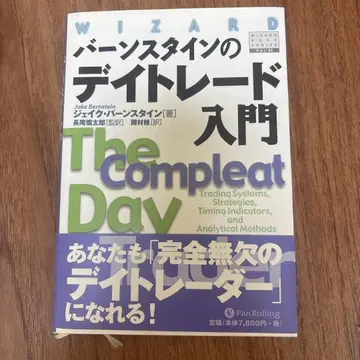 WIZARD
WIZARD
BOOK
SERIES
バーンスタインの
デイトレード
入門
Jake Bernstein
ジェイク・バーンスタイン[著]
長尾慎太郎[監訳] 岡村桂[訳]
The
Compleat
Day
Trader
Trading Systems,
Strategies,
Timing Indicators, and
Analytical Methods
あなたも「完全無欠の
デイトレーダー」
になれる!
Pan Rolling
定価(本体7,800円+税)